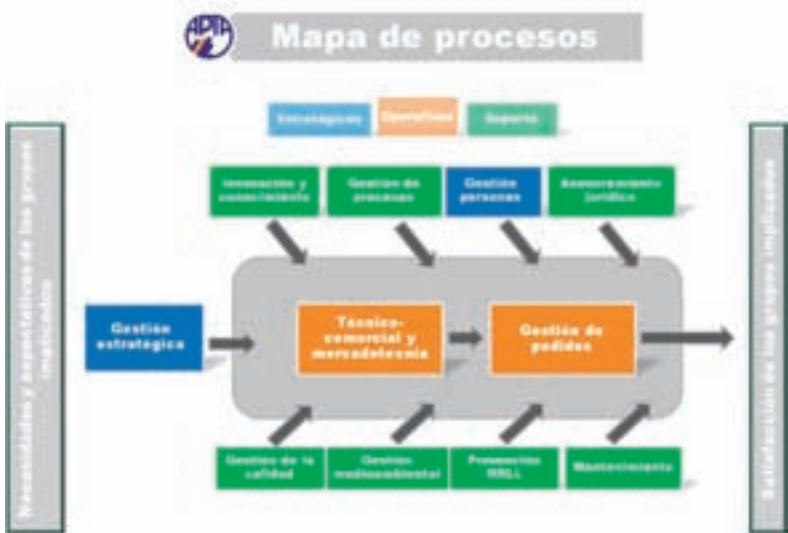 Mapa de procesos
Estratégicos
Operativos
Soporte
Innovación y
conocimiento
Gestión de
procesos
Gestión
personas
Asesoramiento
jurídico
Necesidades y expectativas de los grupos
implicados
Gestión
estratégica
Técnico-
comercial y
mercadotecnia
Gestión de
pedidos
Satisfacción de los grupos implicados
Gestión de la
calidad
Gestión
medioambiental
Prevención
RRLL
Mantenimiento